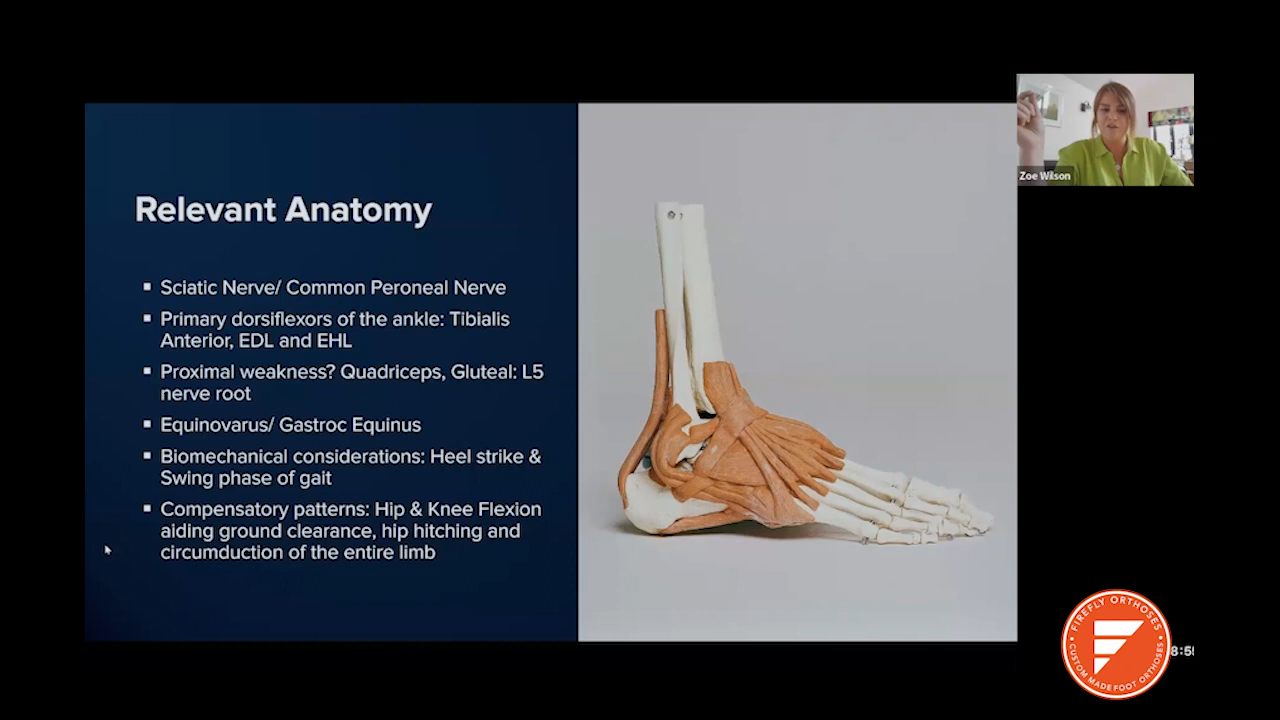 Relevant Anatomy
Sciatic Nerve/ Common Peroneal Nerve
Primary dorsiflexors of the ankle: Tibialis
Anterior, EDL and EHL
Proximal weakness? Quadriceps, Gluteal: L5
nerve root
Equinovarus/ Gastroc Equinus
Biomechanical considerations: Heel strike &
Swing phase of gait
Compensatory patterns: Hip & Knee Flexion
aiding ground clearance, hip hitching and
circumduction of the entire limb
Zoe Wilson
FIREFLY ORTHOSES
CUSTOM MADE FOOT ORTHOSES